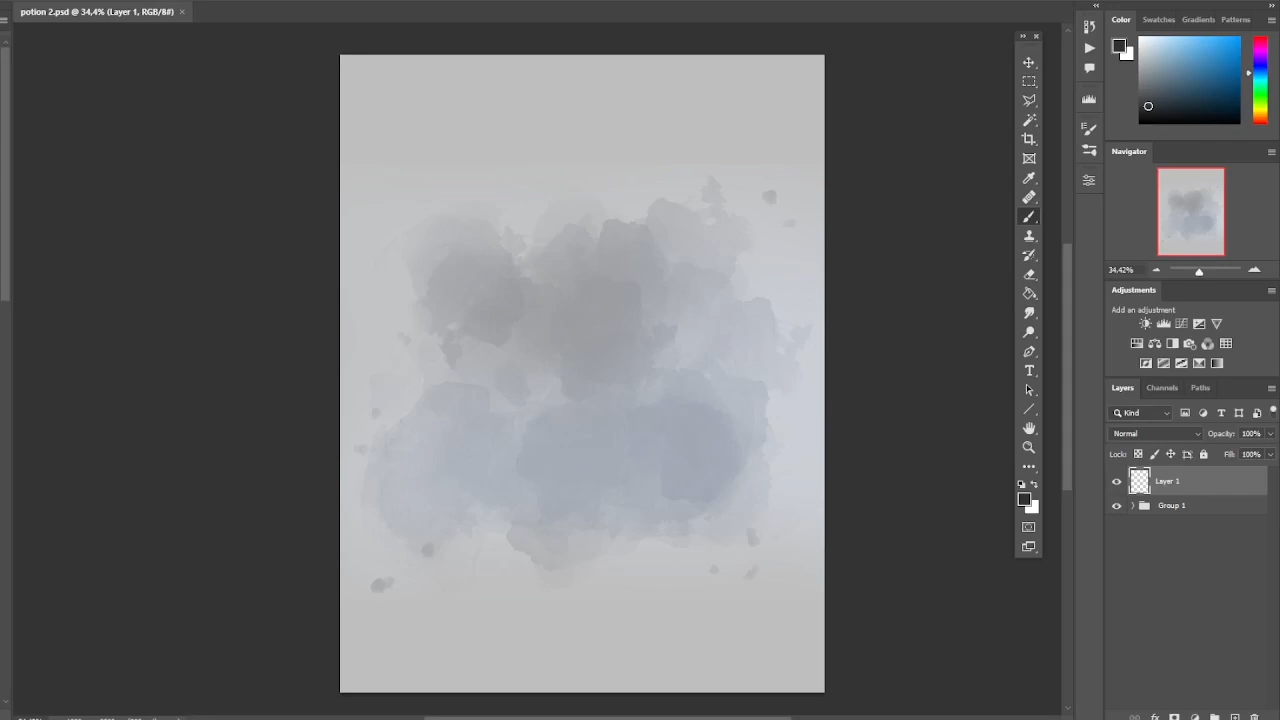 potion 2.psd @ 34,4% (Layer 1, RGB/8#) ×
Color Swatches Gradients Patterns
Navigator
34,42%
Adjustments
Add an adjustment
Layers Channels Paths
Kind
Normal Opacity: 100%
Lock: Fill: 100%
Layer 1
Group 1